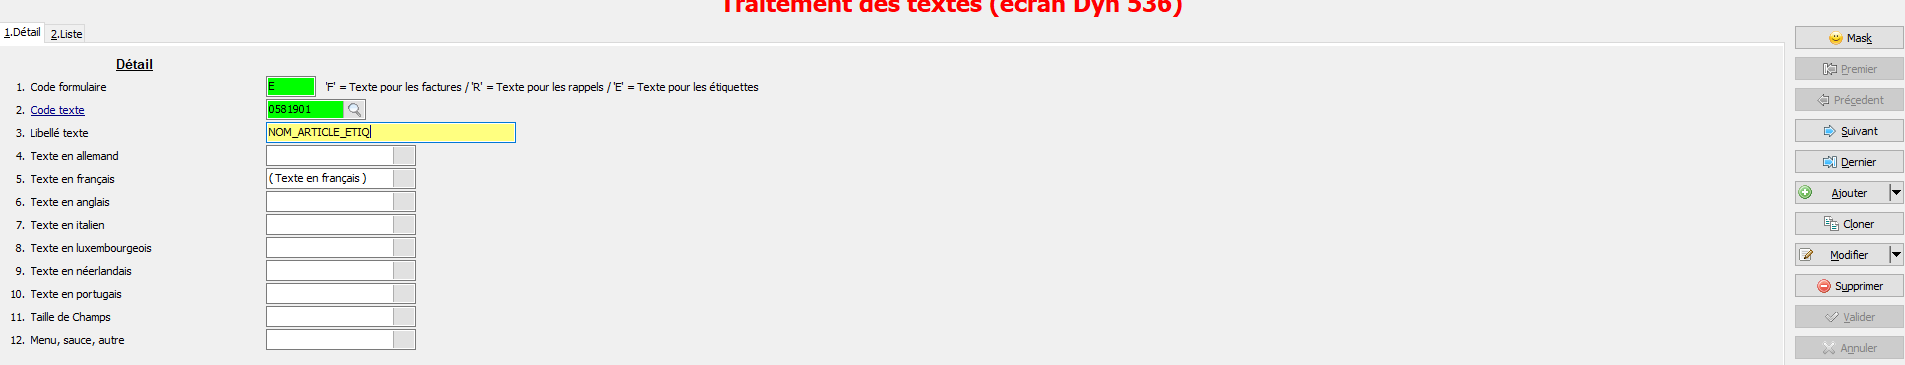 Traitement des textes (écran Dyn 536)
1.Détail 2.Liste
Détail
1. Code formulaire E 'F' = Texte pour les factures / 'R' = Texte pour les rappels / 'E' = Texte pour les étiquettes
2. Code texte 0581901
3. Libellé texte NOM_ARTICLE_ETIQ
4. Texte en allemand
5. Texte en français ( Texte en français )
6. Texte en anglais
7. Texte en italien
8. Texte en luxembourgeois
9. Texte en néerlandais
10. Texte en portugais
11. Taille de Champs
12. Menu, sauce, autre
Mask
Premier
Précedent
Suivant
Dernier
Ajouter
Cloner
Modifier
Supprimer
Valider
Annuler